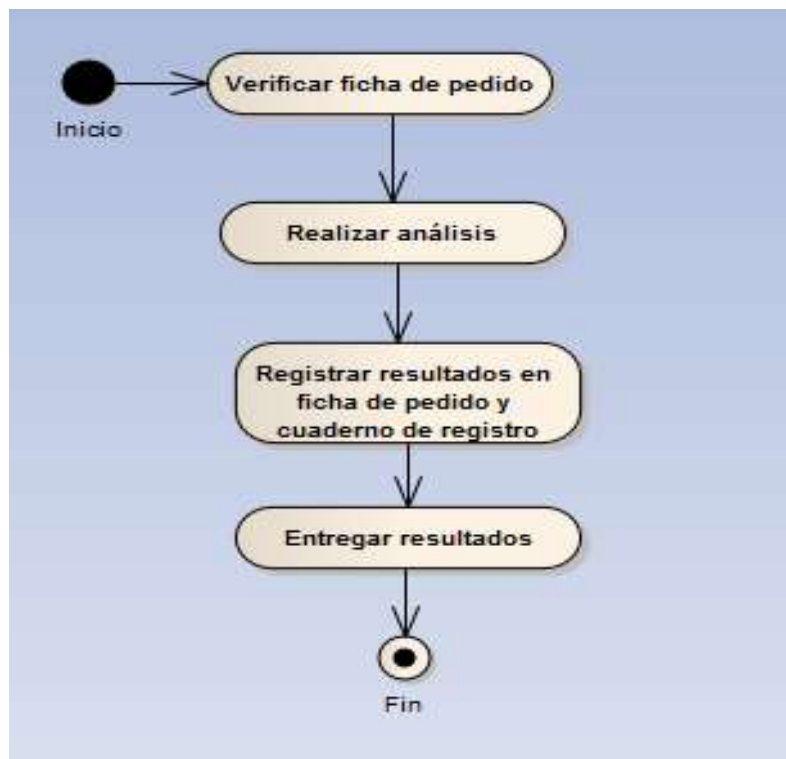 Verificar ficha de pedido
Inicio
Realizar análisis
Registrar resultados en
ficha de pedido y
cuaderno de registro
Entregar resultados
Fin